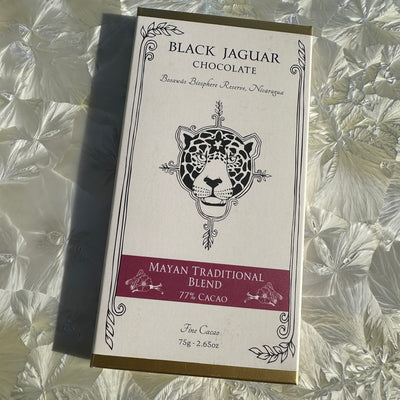 BLACK JAGUAR
CHOCOLATE
Bosawás Biosphere Reserve, Nicaragua
MAYAN TRADITIONAL
BLEND
77% CACAO
Fine Cacao
75g - 2.65oz